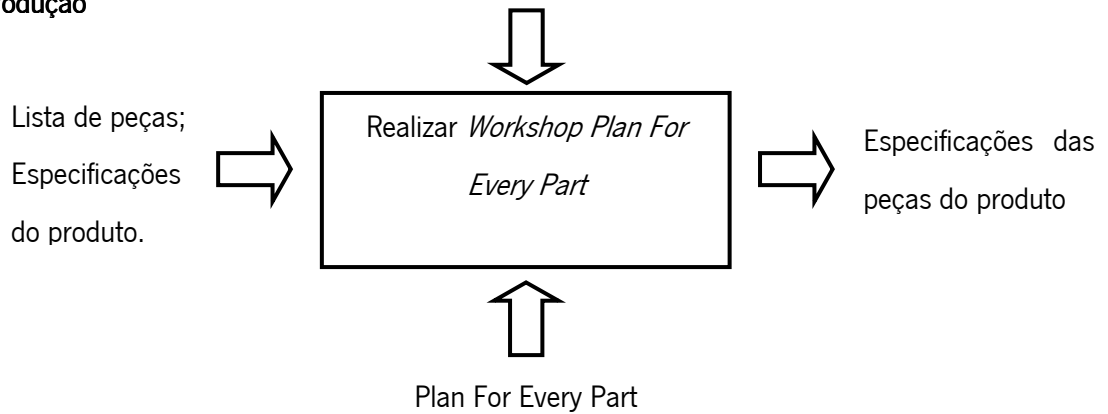 odução
Lista de peças;
Especificações
do produto.
Realizar Workshop Plan For
Every Part
Especificações das
peças do produto
Plan For Every Part